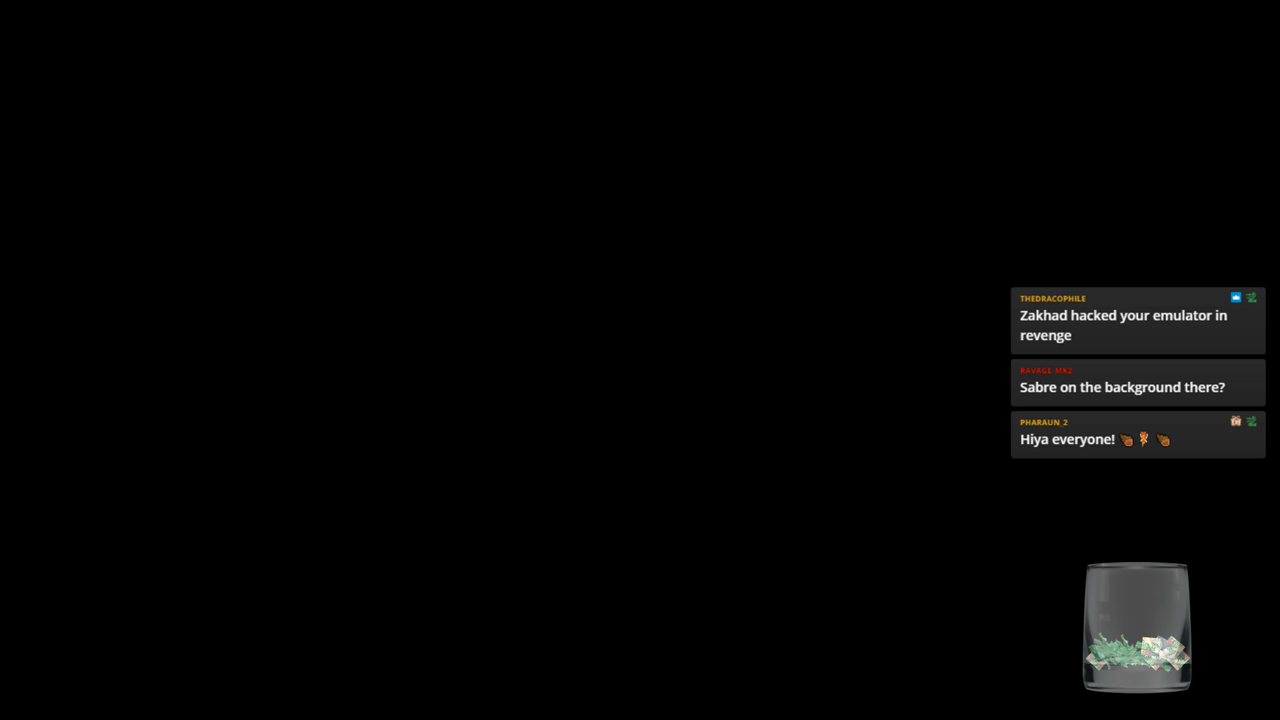 THEDRACOPHILE
Zakhad hacked your emulator in
revenge
RAVAGE_MK2
Sabre on the background there?
PHARAUN_2
Hiya everyone!